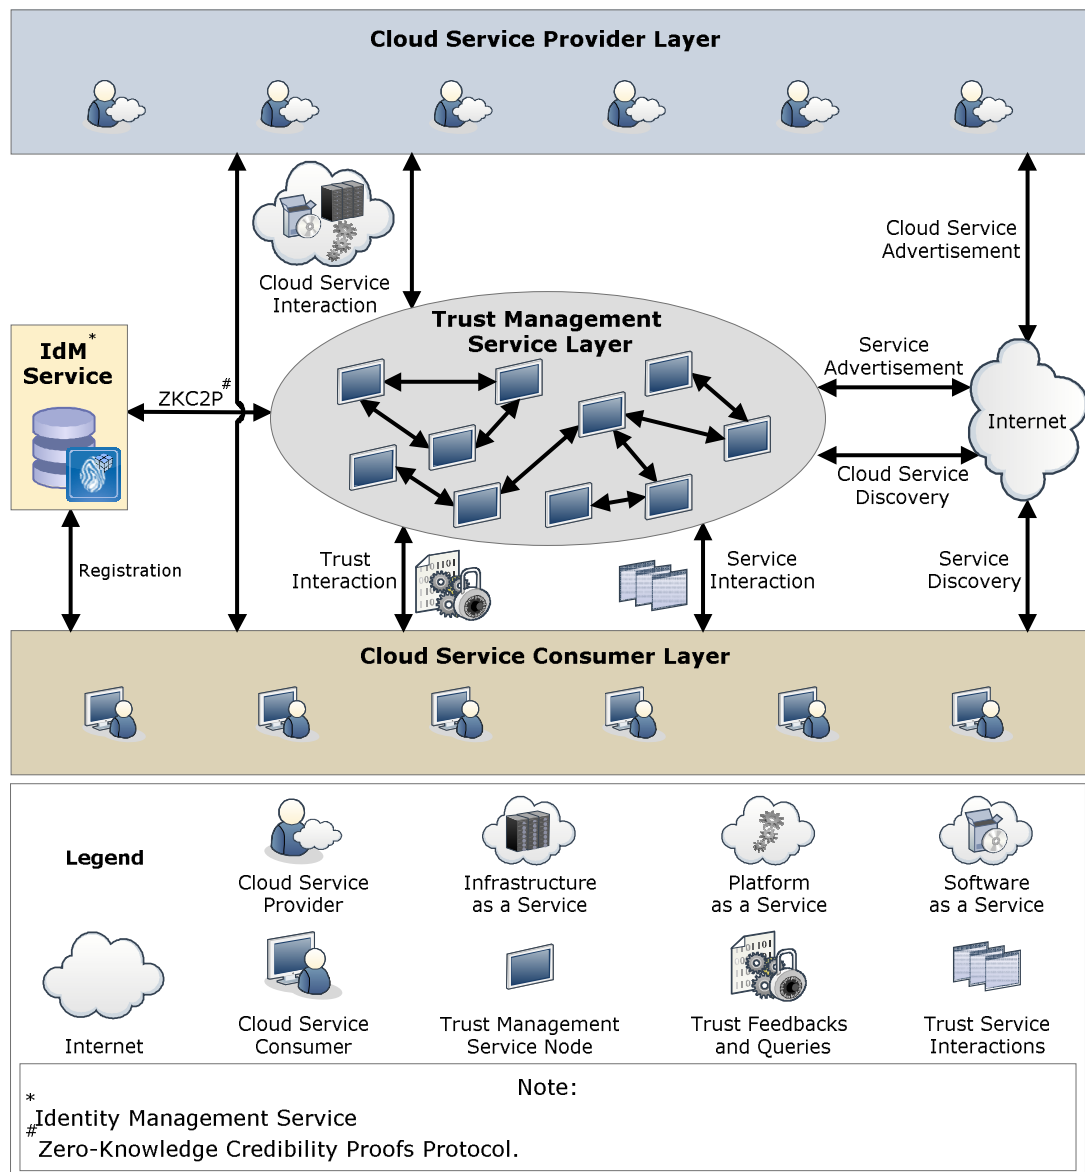 Cloud Service Provider Layer
Cloud Service
Interaction
Cloud Service
Advertisement
Trust Management
Service Layer
IdM*
Service
ZKC2P#
Service
Advertisement
Internet
Cloud Service
Discovery
Registration
Trust
Interaction
Service
Interaction
Service
Discovery
Cloud Service Consumer Layer
Legend
Cloud Service
Provider
Infrastructure
as a Service
Platform
as a Service
Software
as a Service
Internet
Cloud Service
Consumer
Trust Management
Service Node
Trust Feedbacks
and Queries
Trust Service
Interactions
Note:
*Identity Management Service
#Zero-Knowledge Credibility Proofs Protocol.